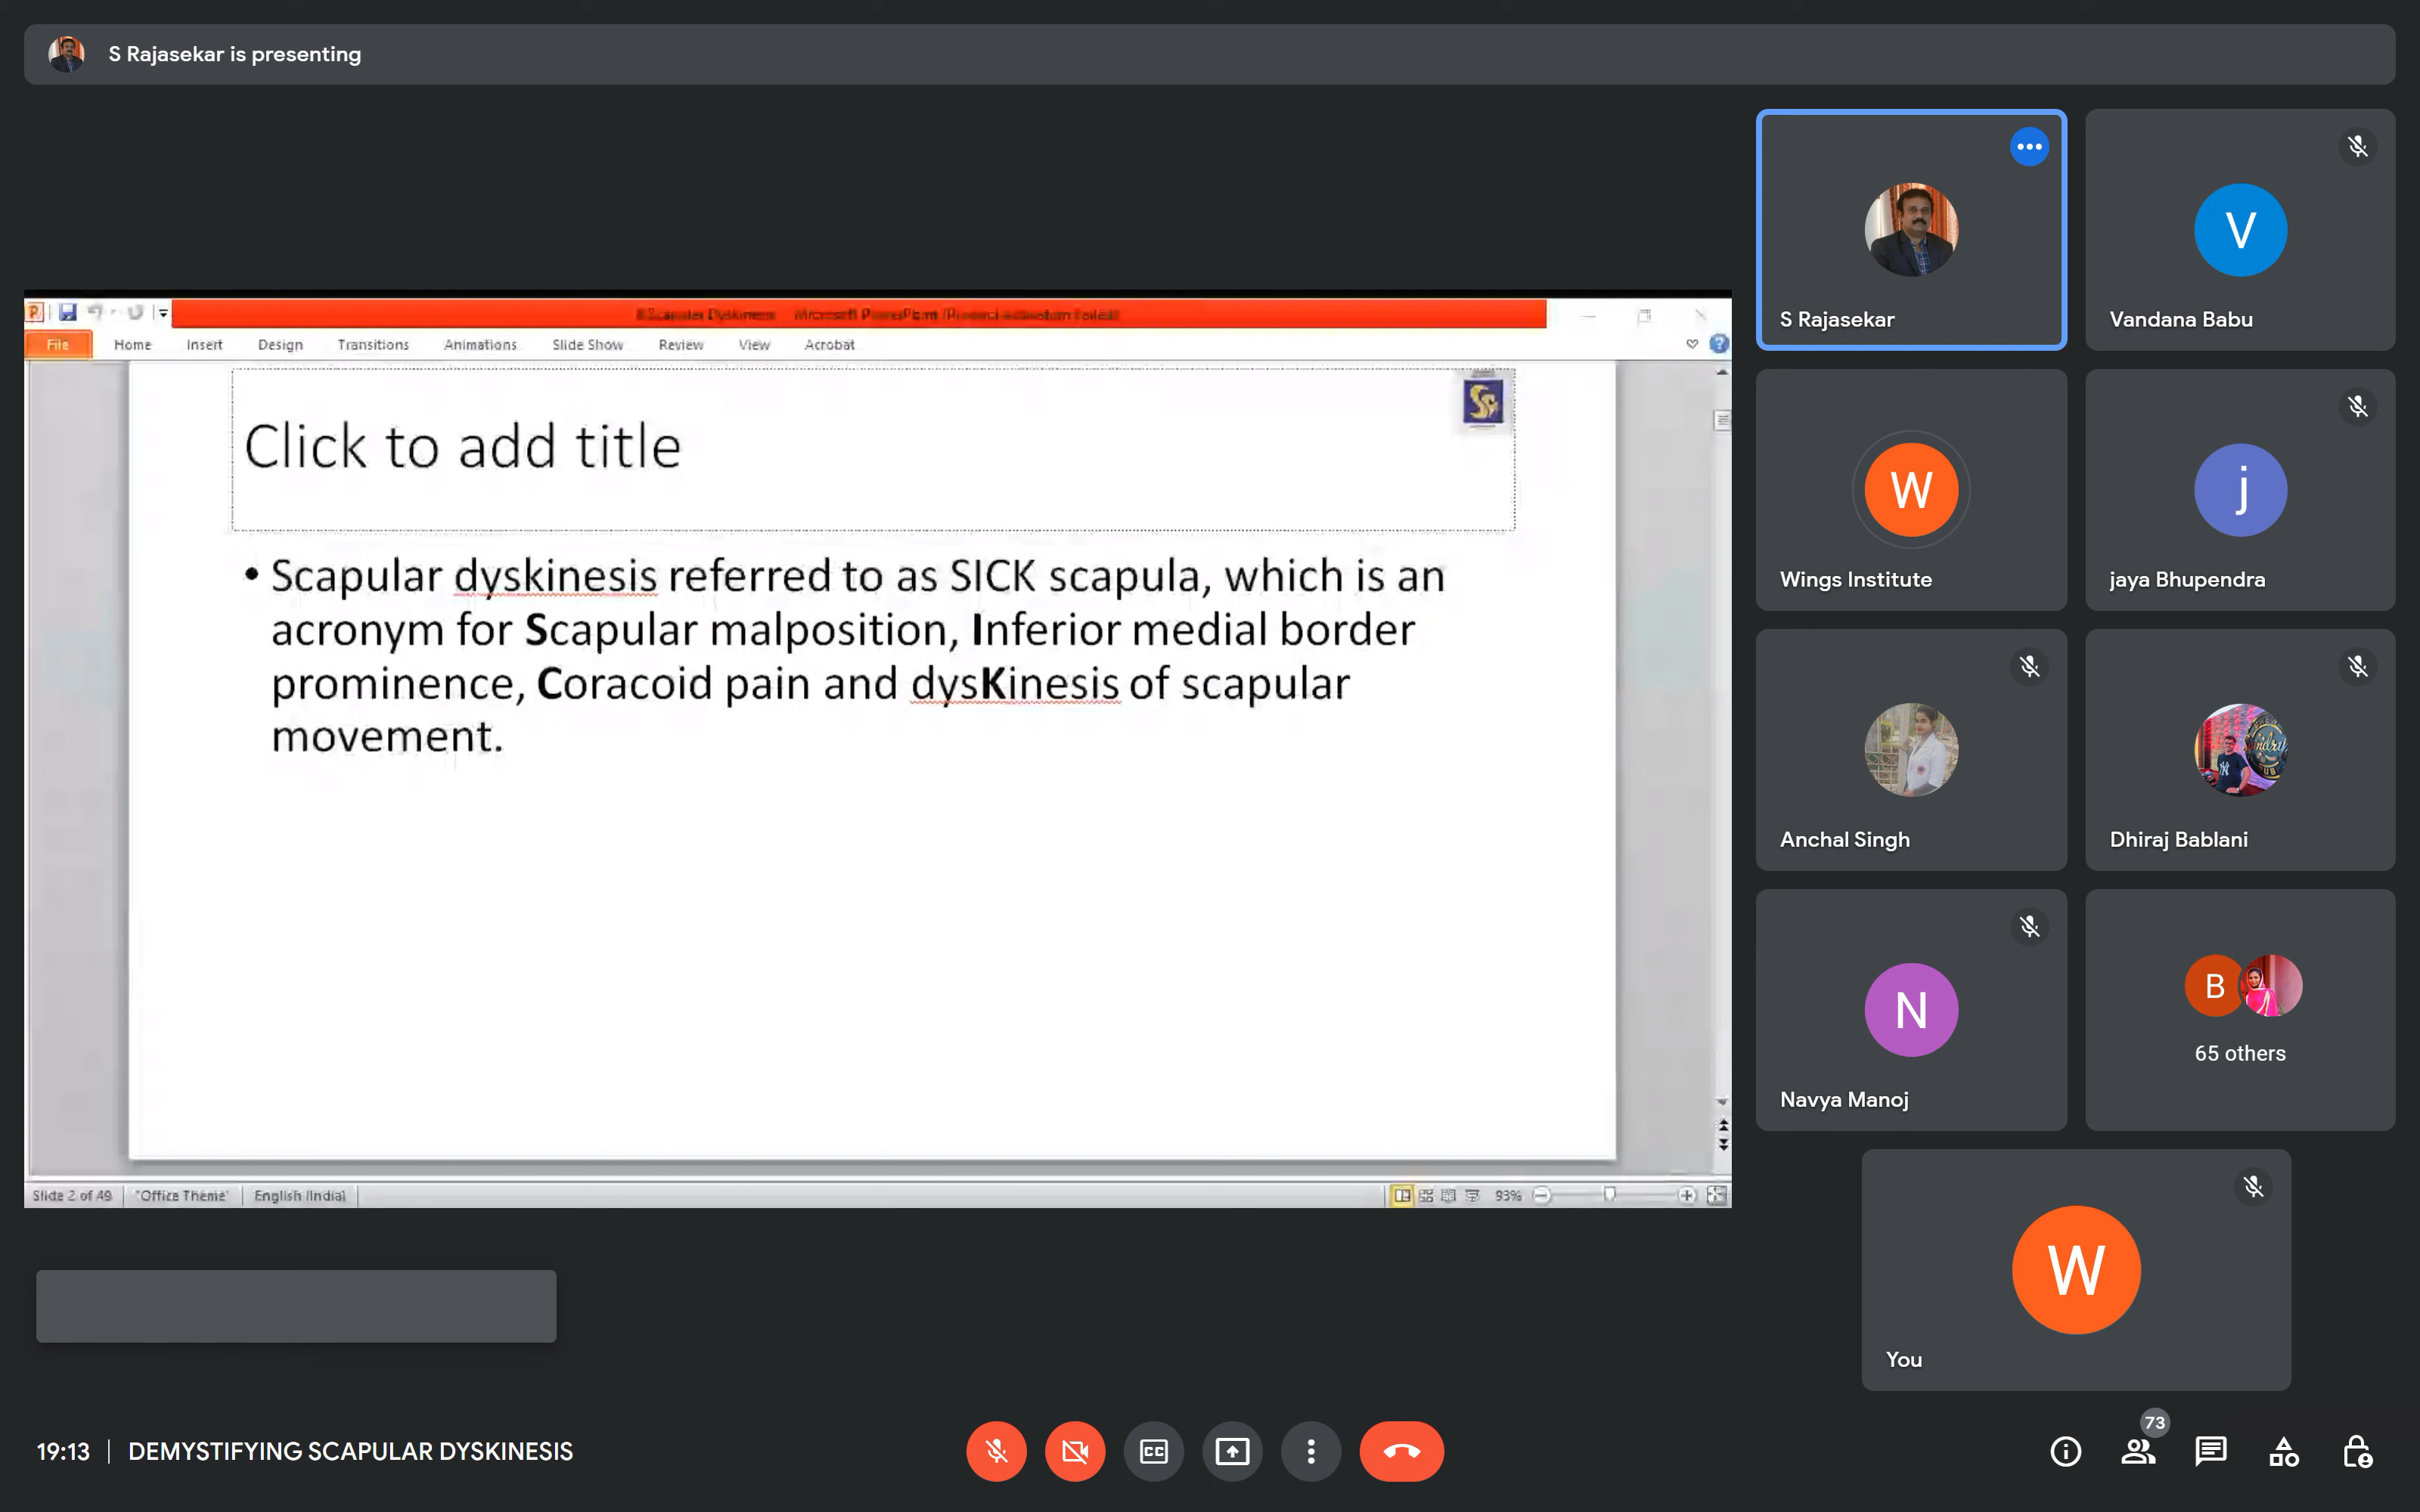 S Rajasekar is presenting
File Home Insert Design Transitions Animations Slide Show Review View Acrobat
Click to add title
• Scapular dyskinesis referred to as SICK scapula, which is an
acronym for Scapular malposition, Inferior medial border
prominence, Coracoid pain and dysKinesis of scapular
movement.
Slide 2 of 49 "Office Theme" English (India) 93%
S Rajasekar
V
Vandana Babu
W
Wings Institute
j
jaya Bhupendra
Anchal Singh
Dhiraj Bablani
N
Navya Manoj
B
65 others
W
You
19:13 | DEMYSTIFYING SCAPULAR DYSKINESIS
CC
73